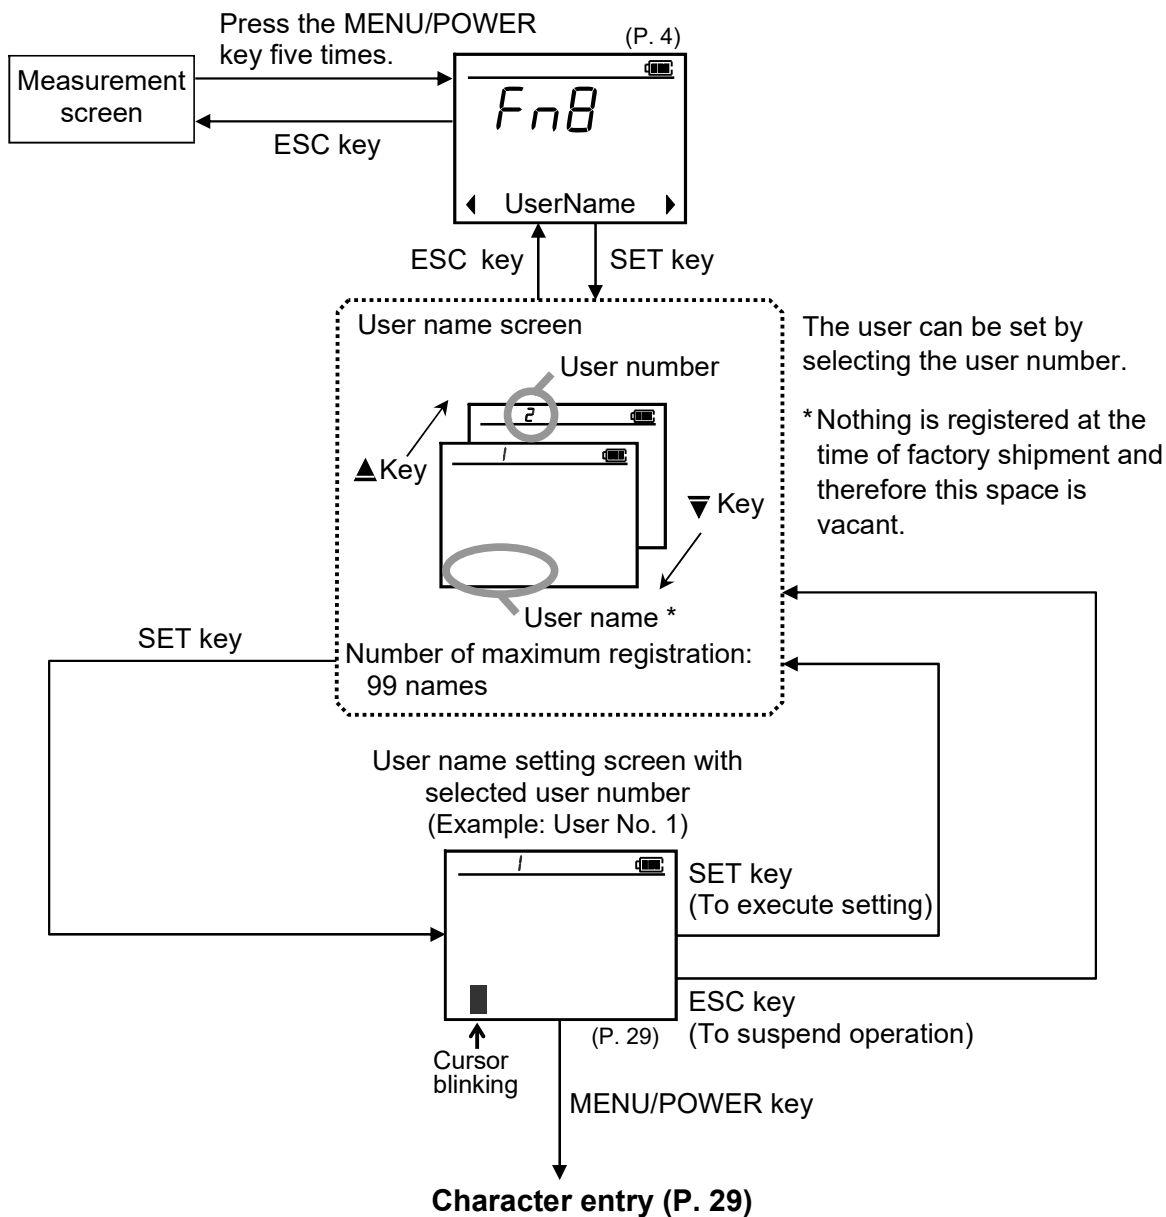 Press the MENU/POWER
key five times.
(P. 4)
Measurement
screen
Fn8
ESC key
UserName
ESC key
SET key
User name screen
The user can be set by
selecting the user number.
User number
2
* Nothing is registered at the
time of factory shipment and
therefore this space is
vacant.
1
Key
Key
User name *
SET key
Number of maximum registration:
99 names
User name setting screen with
selected user number
(Example: User No. 1)
1
SET key
(To execute setting)
ESC key
(To suspend operation)
(P. 29)
Cursor
blinking
MENU/POWER key
Character entry (P. 29)